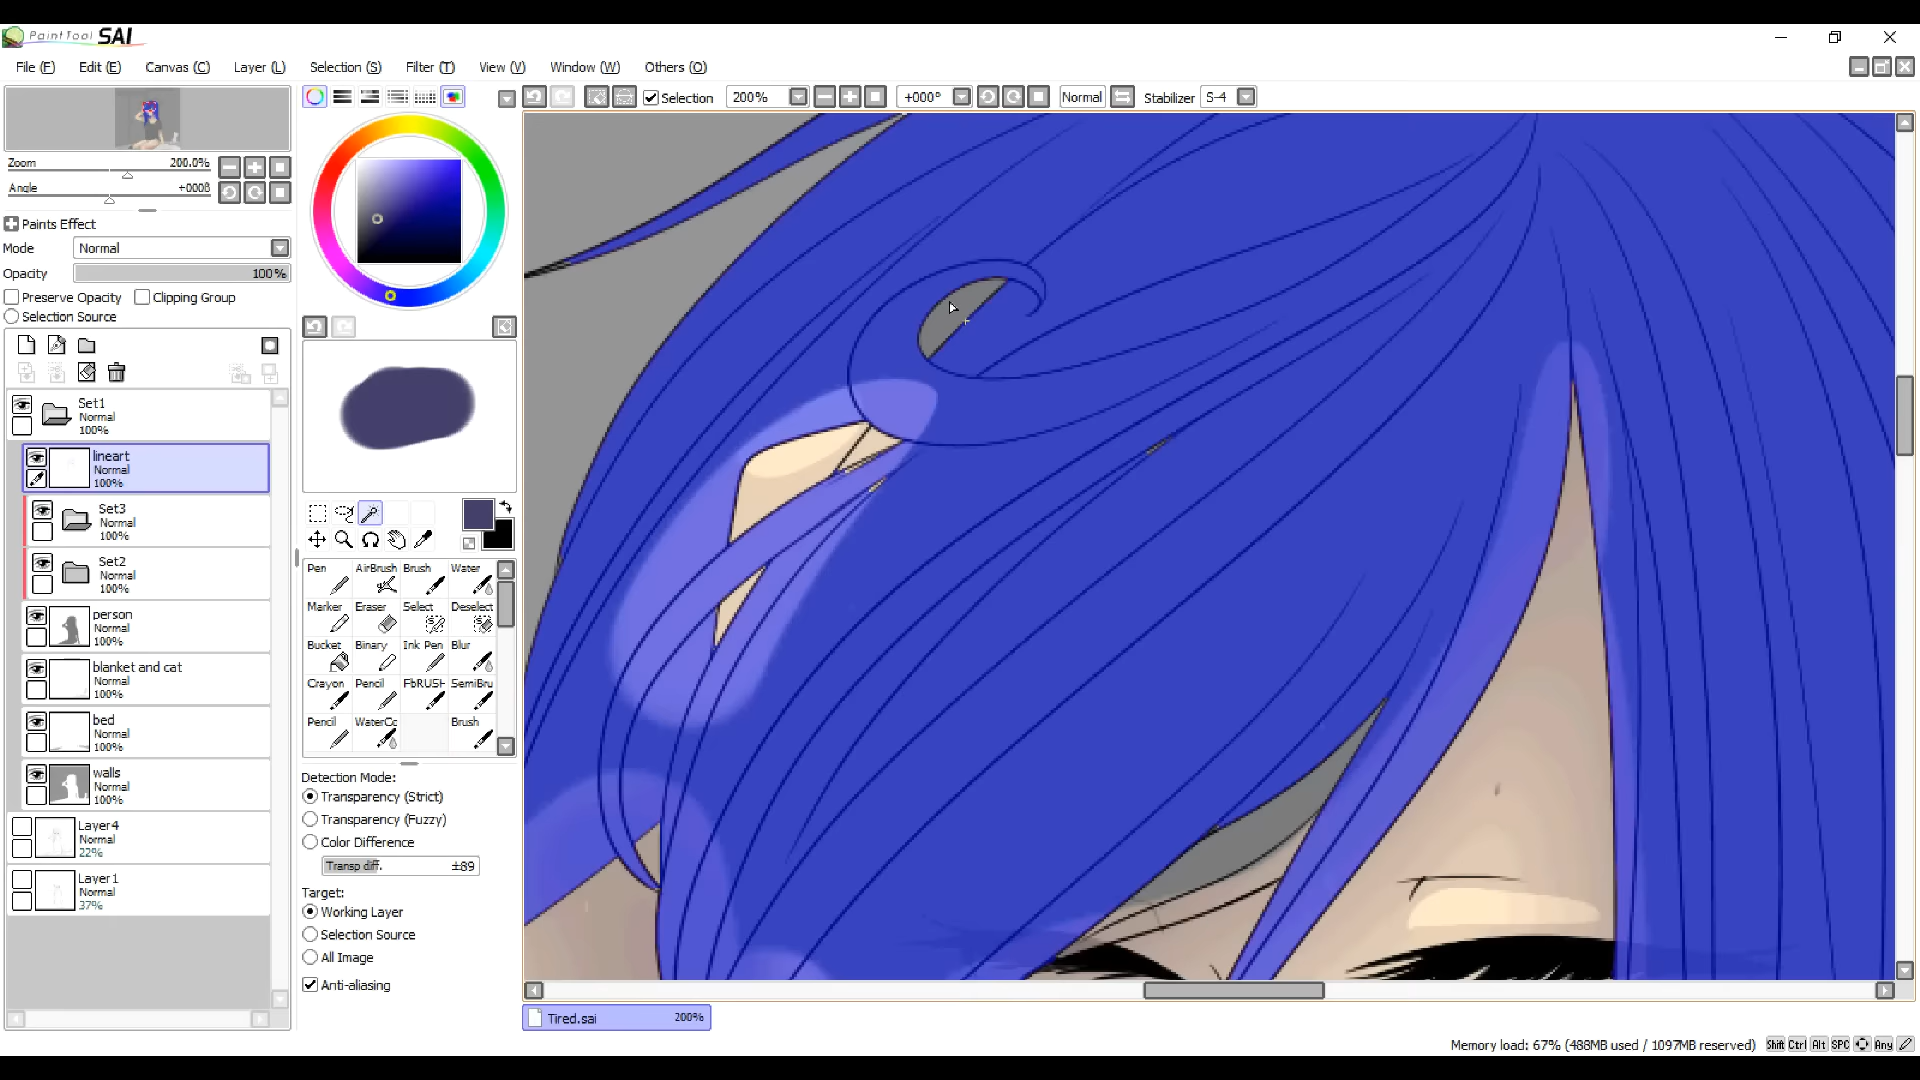 PaintTool SAI
File (F) Edit (E) Canvas (C) Layer (L) Selection (S) Filter (T) View (V) Window (W) Others (O)
Selection 200% +000° Normal Stabilizer S-4
Zoom 200.0%
Angle +000β
Paints Effect
Mode Normal
Opacity 100%
Preserve Opacity Clipping Group
Selection Source
Set1
Normal
100%
lineart
Normal
100%
Set3
Normal
100%
Set2
Normal
100%
person
Normal
100%
blanket and cat
Normal
100%
bed
Normal
100%
walls
Normal
100%
Layer4
Normal
22%
Layer1
Normal
37%
Pen AirBrush Brush Water
Marker Eraser Select Deselect
Bucket Binary Ink Pen Blur
Crayon Pencil FbRUSH SemiBru
Pencil WaterCc Brush
Detection Mode:
Transparency (Strict)
Transparency (Fuzzy)
Color Difference
Transp diff. ±89
Target:
Working Layer
Selection Source
All Image
Anti-aliasing
Tired.sai 200%
Memory load: 67% (488MB used / 1097MB reserved) Shift Ctrl Alt SPC Any